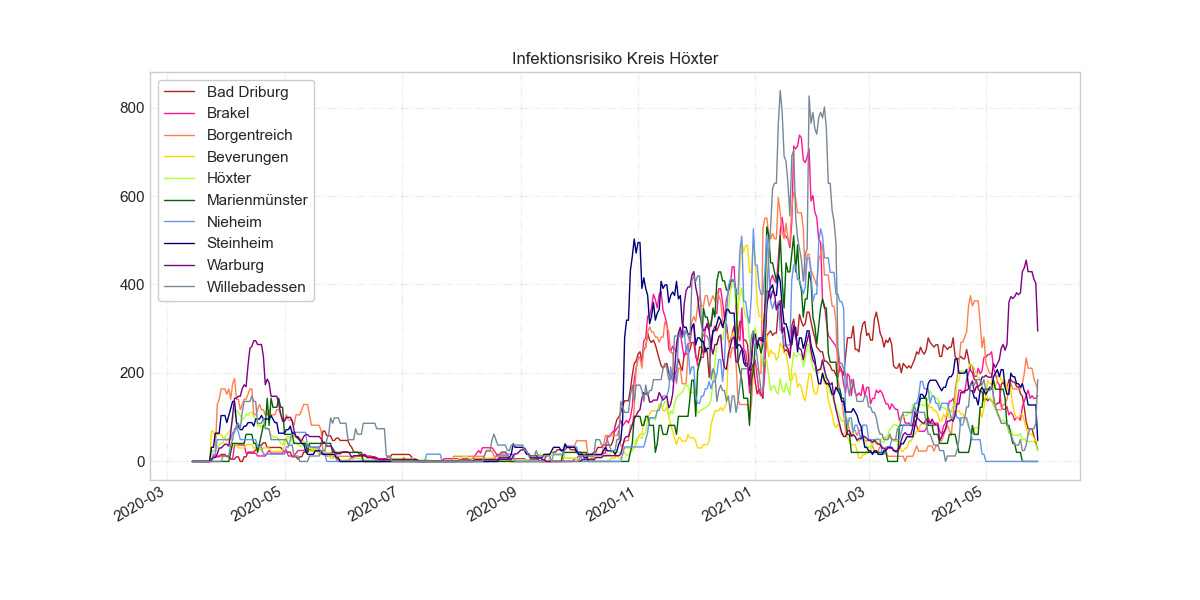 Infektionsrisiko Kreis Höxter
Bad Driburg
Brakel
Borgentreich
Beverungen
Höxter
Marienmünster
Nieheim
Steinheim
Warburg
Willebadessen
800
600
400
200
0
2020-03
2020-05
2020-07
2020-09
2020-11
2021-01
2021-03
2021-05